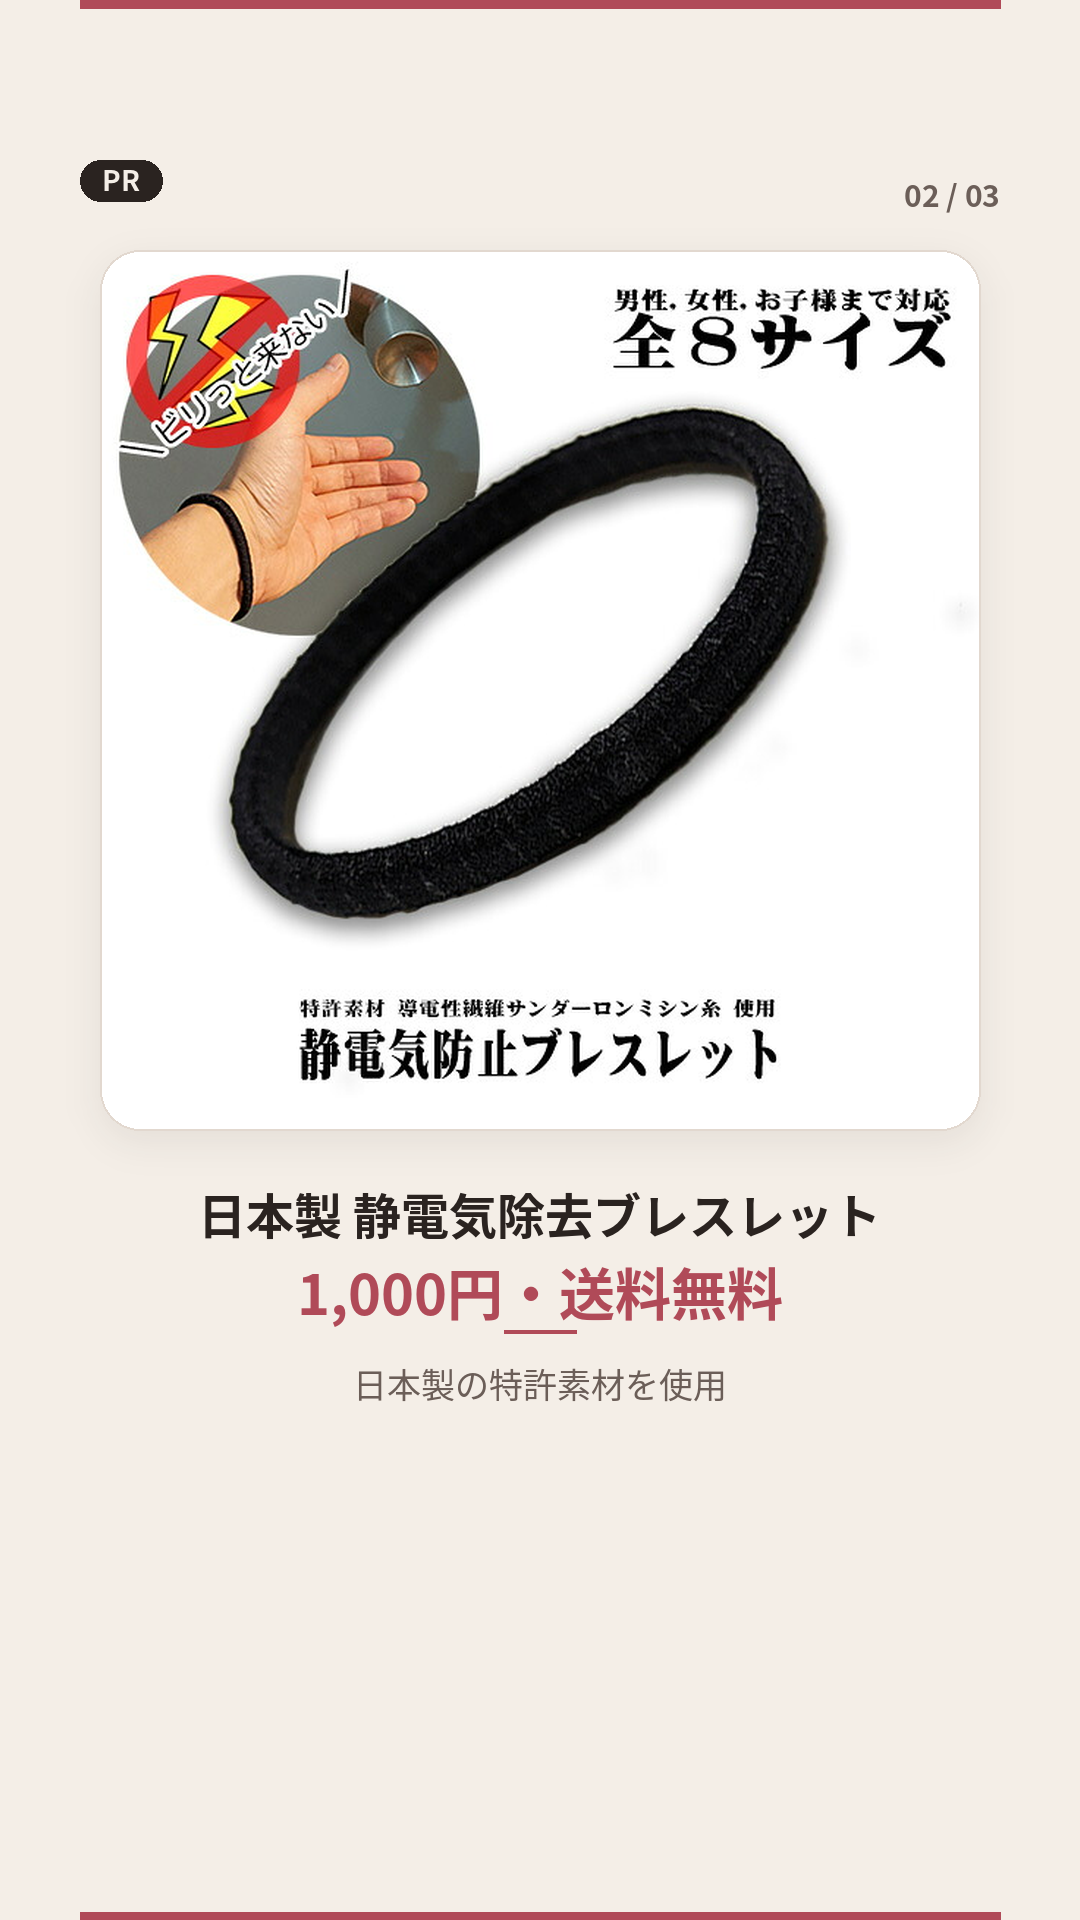 PR
02 / 03
\ビリっと来ない/
男性, 女性, お子様まで対応
全８サイズ
特許素材 導電性繊維サンダーロンミシン糸 使用
静電気防止ブレスレット
日本製 静電気除去ブレスレット
1,000円・送料無料
日本製の特許素材を使用